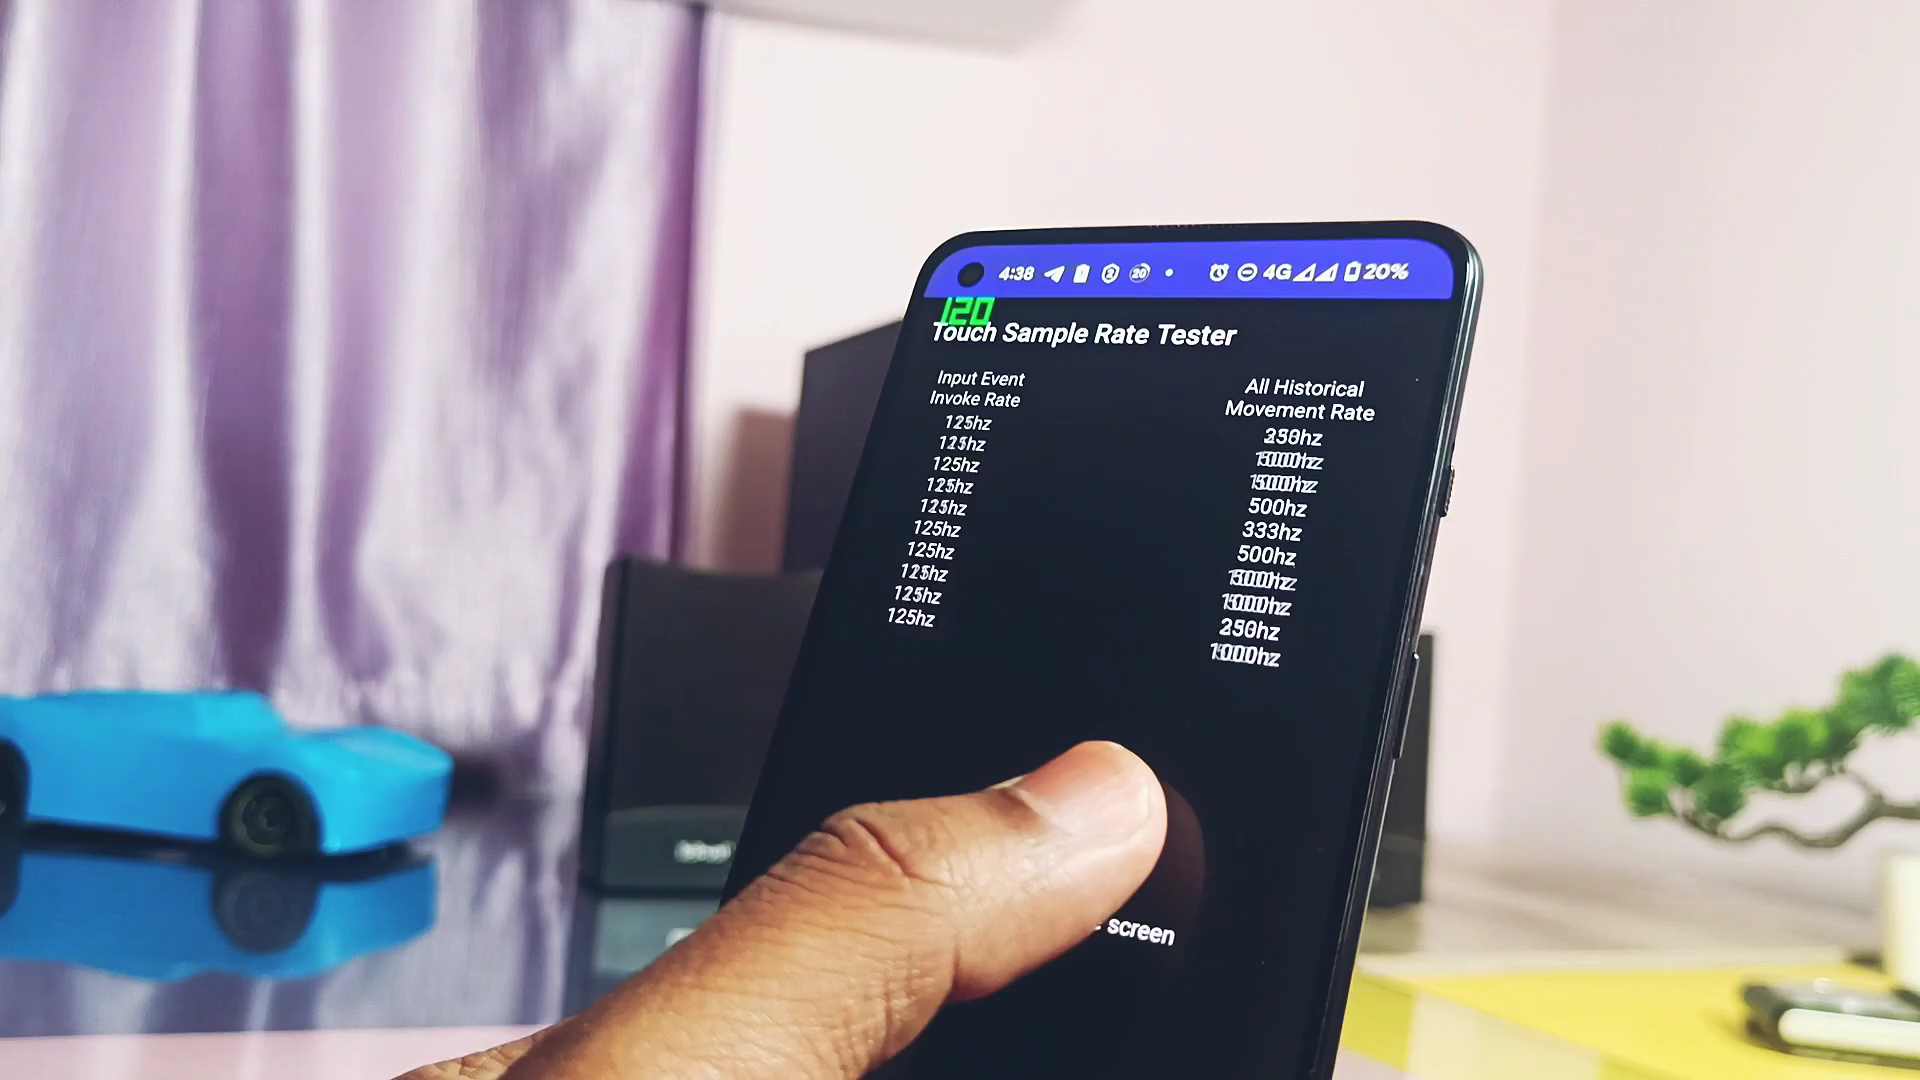 4:38 20 4G 20%
120
Touch Sample Rate Tester
Input Event
Invoke Rate
All Historical
Movement Rate
125hz
125hz
125hz
125hz
125hz
125hz
125hz
125hz
125hz
125hz
500hz
333hz
500hz
screen